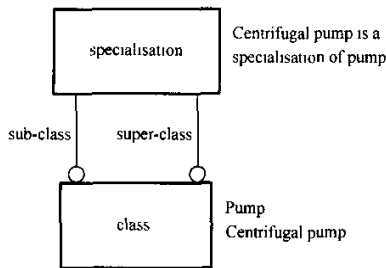 specialisation
Centrifugal pump is a
specialisation of pump
sub-class
super-class
class
Pump
Centrifugal pump